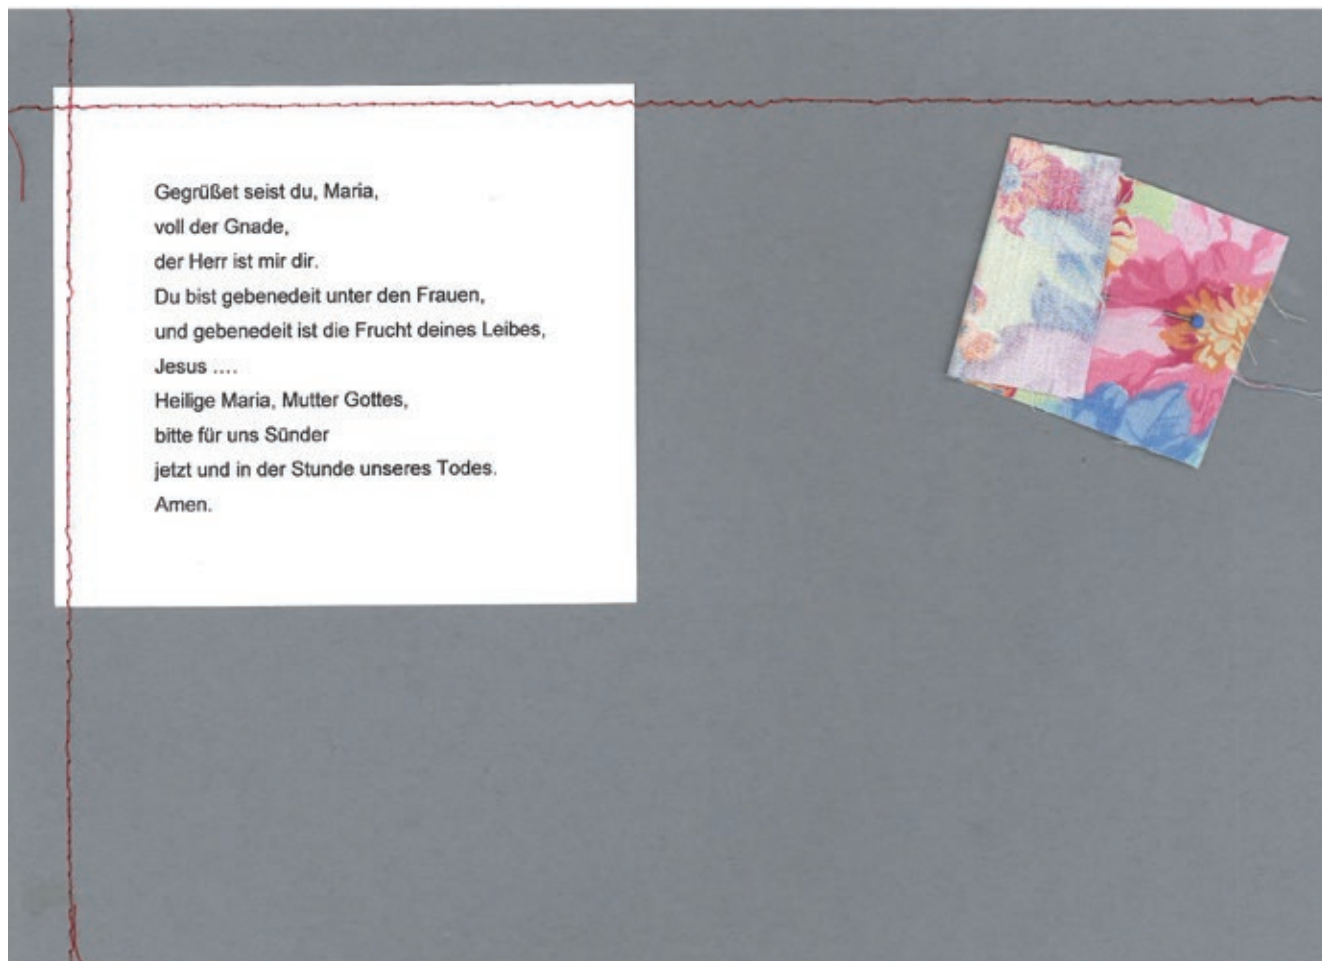 Gegrüßet seist du, Maria,
voll der Gnade,
der Herr ist mir dir.
Du bist gebenedeit unter den Frauen,
und gebenedeit ist die Frucht deines Leibes,
Jesus ....
Heilige Maria, Mutter Gottes,
bitte für uns Sünder
jetzt und in der Stunde unseres Todes.
Amen.